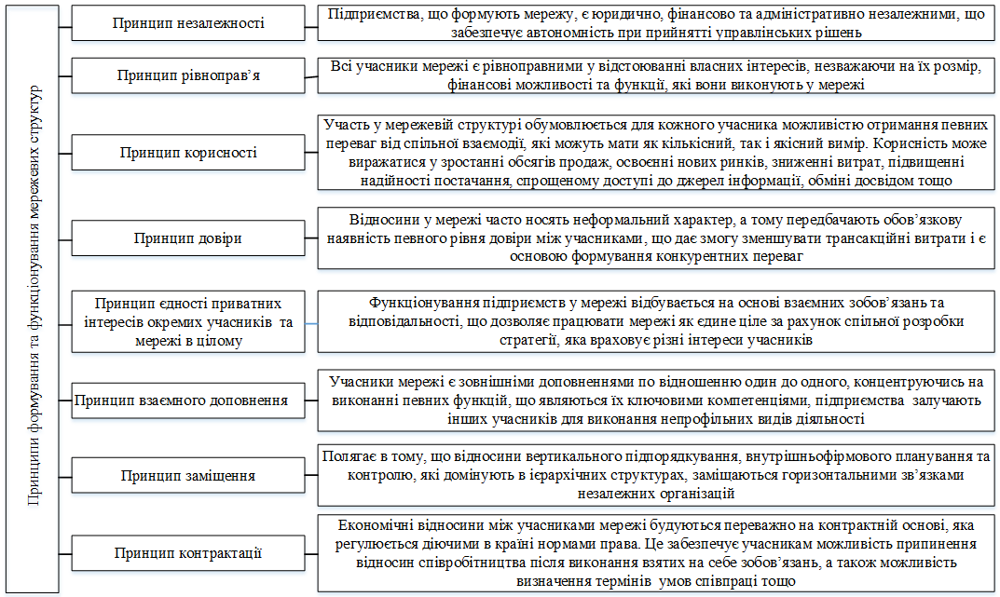 Принципи формування та функціонування мережевих структур
Принцип незалежності
Підприємства, що формують мережу, є юридично, фінансово та адміністративно незалежними, що
забезпечує автономність при прийнятті управлінських рішень
Принцип рівноправ’я
Всі учасники мережі є рівноправними у відстоюванні власних інтересів, незважаючи на їх розмір,
фінансові можливості та функції, які вони виконують у мережі
Принцип корисності
Участь у мережевій структурі обумовлюється для кожного учасника можливістю отримання певних
переваг від спільної взаємодії, які можуть мати як кількісний, так і якісний вимір. Корисність може
виражатися у зростанні обсягів продаж, освоєнні нових ринків, зниженні витрат, підвищенні
надійності постачання, спрощеному доступі до джерел інформації, обміні досвідом тощо
Принцип довіри
Відносини у мережі часто носять неформальний характер, а тому передбачають обов’язкову
наявність певного рівня довіри між учасниками, що дає змогу зменшувати трансакційні витрати і є
основою формування конкурентних переваг
Принцип єдності приватних
інтересів окремих учасників та
мережі в цілому
Функціонування підприємств у мережі відбувається на основі взаємних зобов’язань та
відповідальності, що дозволяє працювати мережі як єдине ціле за рахунок спільної розробки
стратегії, яка враховує різні інтереси учасників
Принцип взаємного доповнення
Учасники мережі є зовнішніми доповненнями по відношенню один до одного, концентруючись на
виконанні певних функцій, що являються їх ключовими компетенціями, підприємства залучають
інших учасників для виконання непрофільних видів діяльності
Принцип заміщення
Полягає в тому, що відносини вертикального підпорядкування, внутрішньофірмового планування та
контролю, які домінують в ієрархічних структурах, заміщаються горизонтальними зв’язками
незалежних організацій
Принцип контрактації
Економічні відносини між учасниками мережі будуються переважно на контрактній основі, яка
регулюється діючими в країні нормами права. Це забезпечує учасникам можливість припинення
відносин співробітництва після виконання взятих на себе зобов’язань, а також можливість
визначення термінів умов співпраці тощо